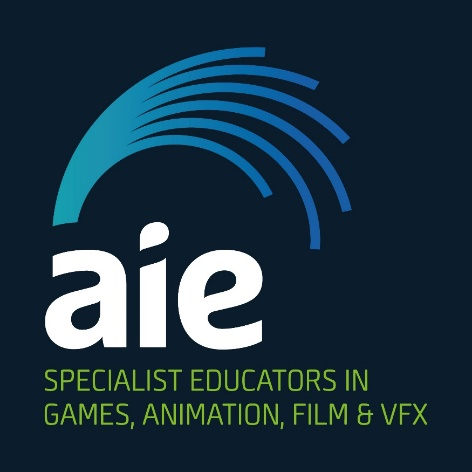 aie
SPECIALIST EDUCATORS IN
GAMES, ANIMATION, FILM & VFX